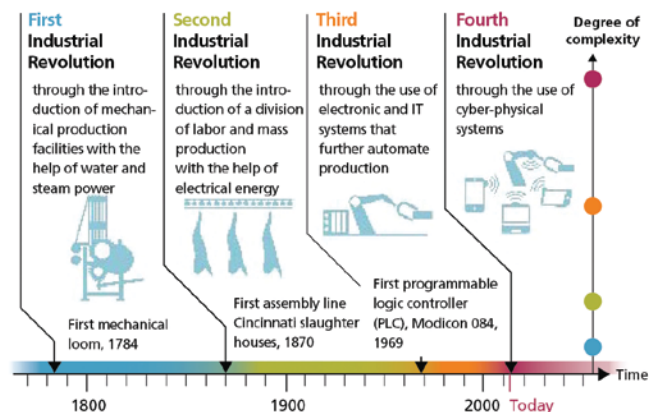 First
Industrial
Revolution
through the intro-
duction of mechan-
ical production
facilities with the
help of water and
steam power
First mechanical
loom, 1784
Second
Industrial
Revolution
through the intro-
duction of a division
of labor and mass
production
with the help of
electrical energy
First assembly line
Cincinnati slaughter
houses, 1870
Third
Industrial
Revolution
through the use of
electronic and IT
systems that
further automate
production
First programmable
logic controller
(PLC), Modicon 084,
1969
Fourth
Industrial
Revolution
through the use of
cyber-physical
systems
Degree of
complexity
Time
1800
1900
2000
Today